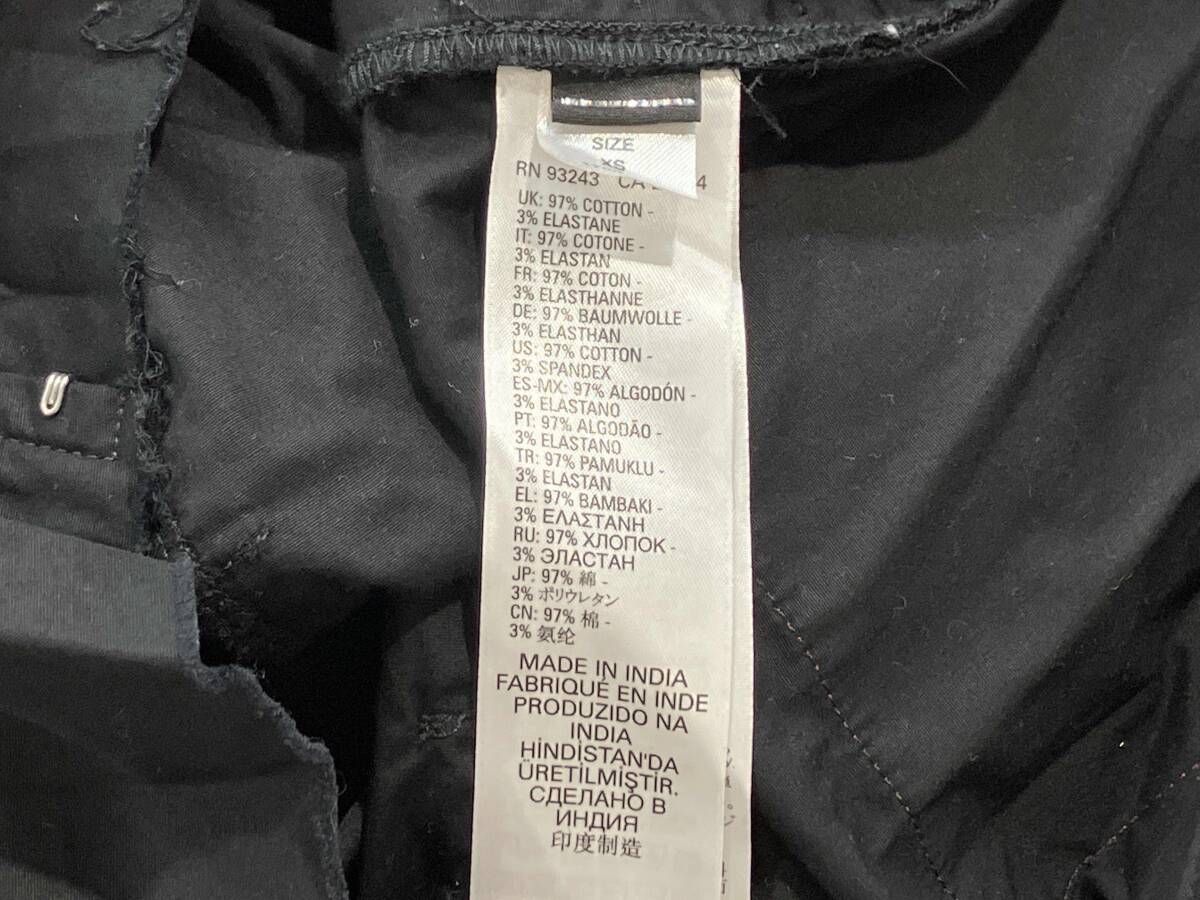 SIZE
XS
RN 93243 CA
UK: 97% COTTON -
3% ELASTANE
IT: 97% COTONE -
3% ELASTAN
FR: 97% COTON -
3% ELASTHANNE
DE: 97% BAUMWOLLE -
3% ELASTHAN
US: 97% COTTON -
3% SPANDEX
ES-MX: 97% ALGODÓN -
3% ELASTANO
PT: 97% ALGODÃO -
3% ELASTANO
TR: 97% PAMUKLU -
3% ELASTAN
EL: 97% BAMBAKI -
3% ΕΛΑΣΤΑΝΗ
RU: 97% ХЛОПОК -
3% ЭЛАСТАН
JP: 97% 綿 -
3% ポリウレタン
CN: 97% 棉 -
3% 氨纶
MADE IN INDIA
FABRIQUÉ EN INDE
PRODUZIDO NA
INDIA
HİNDİSTAN'DA
ÜRETİLMİŞTİR.
СДЕЛАНО В
ИНДИЯ
印度制造